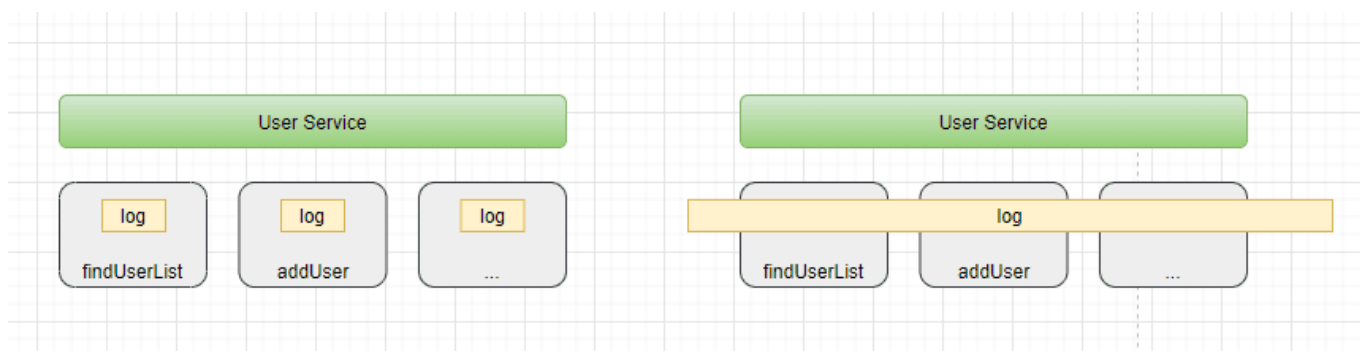 User Service
User Service
log
log
log
log
findUserList
addUser
...
findUserList
addUser
...